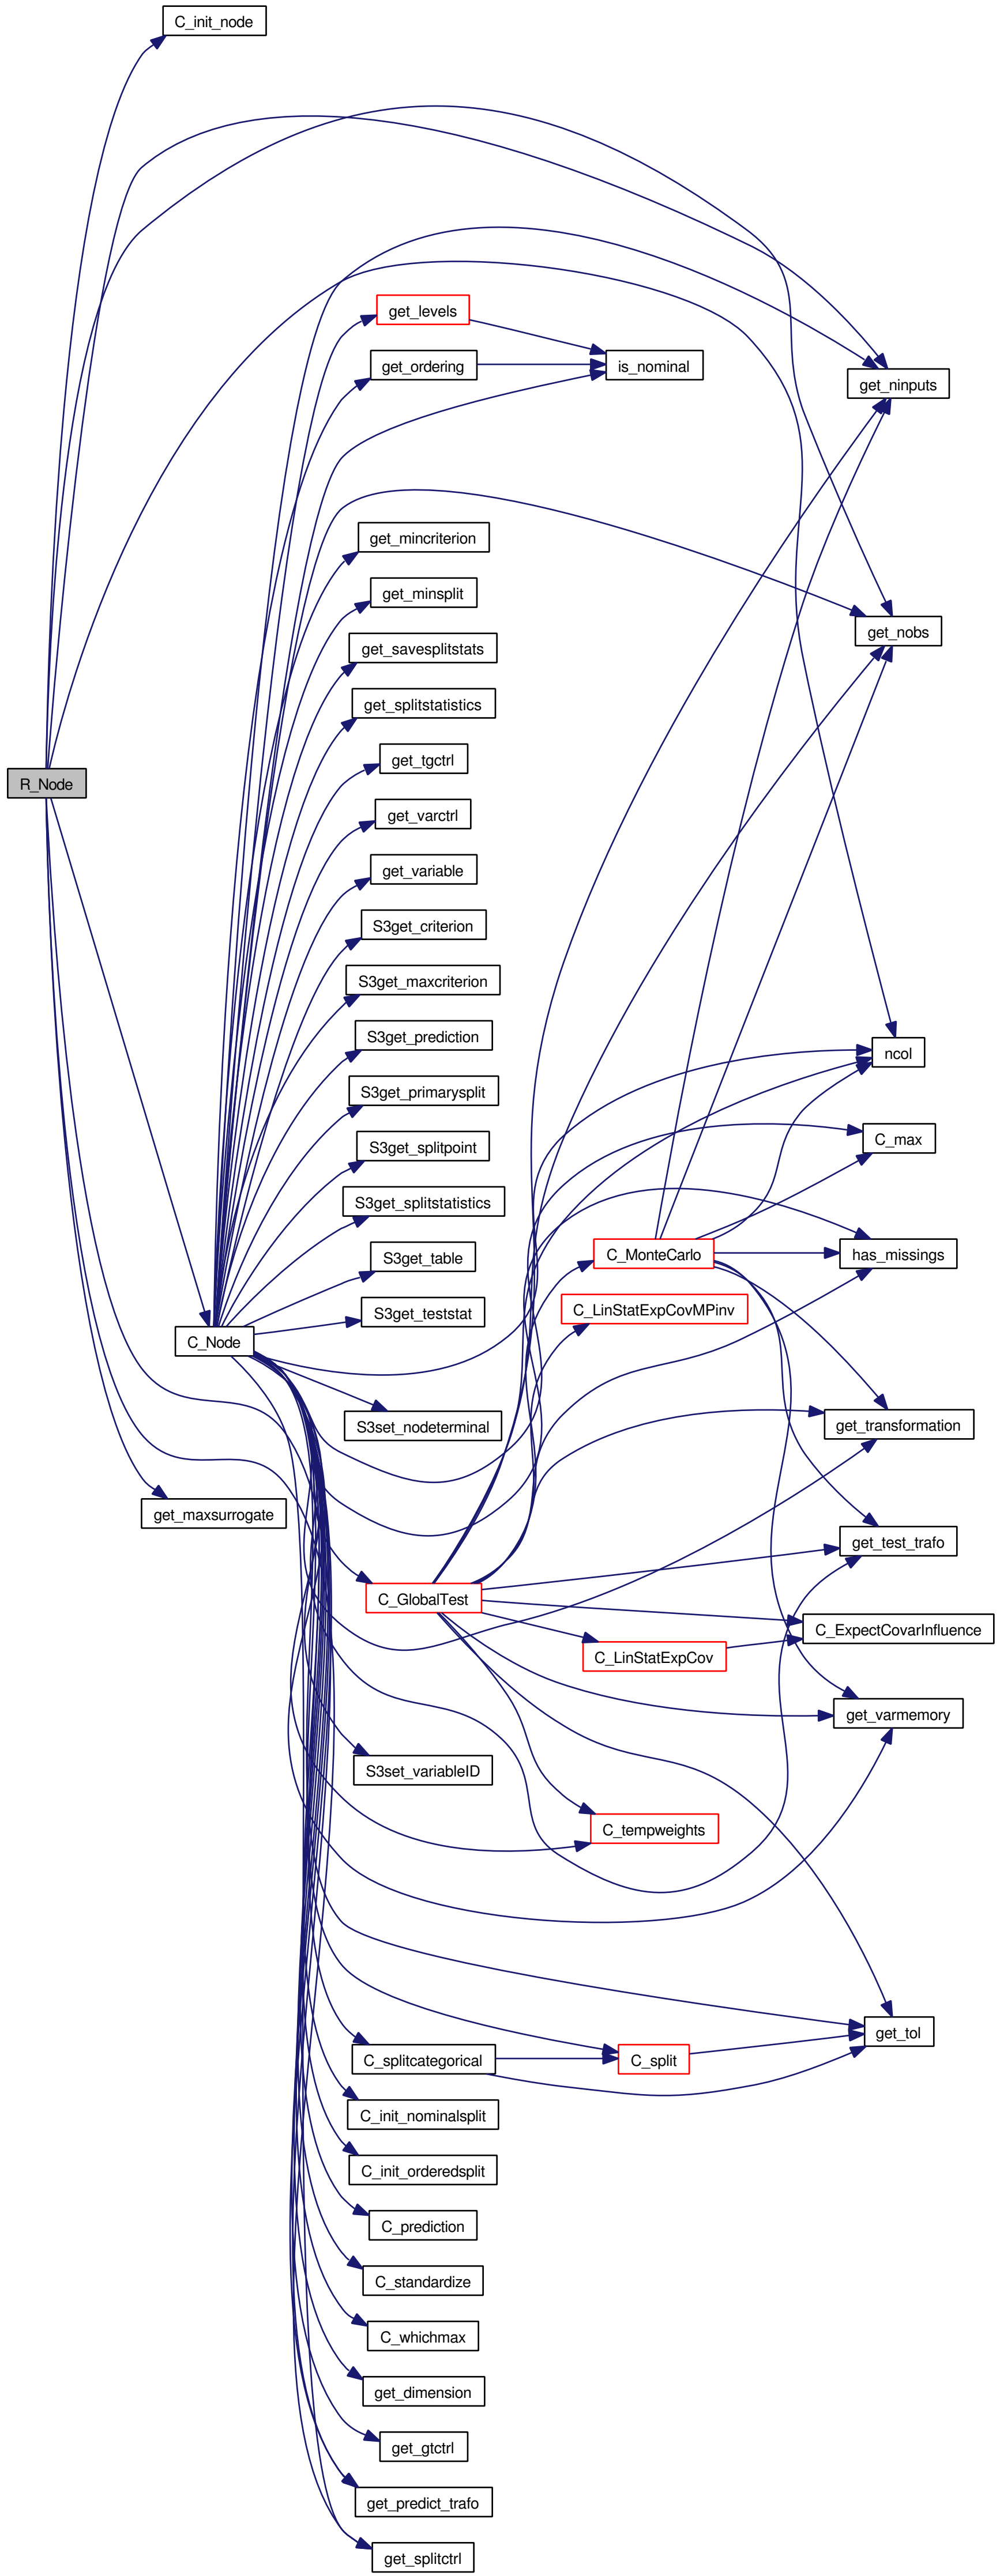 C_init_node
get_levels
get_ordering
is_nominal
get_ninputs
get_mincriterion
get_minsplit
get_nobs
get_savesplitstats
get_splitstatistics
get_tgctrl
R_Node
get_varctrl
get_variable
S3get_criterion
S3get_maxcriterion
S3get_prediction
ncol
S3get_primarysplit
S3get_splitpoint
C_max
S3get_splitstatistics
S3get_table
C_MonteCarlo
has_missings
S3get_teststat
C_LinStatExpCovMPinv
C_Node
S3set_nodeterminal
get_transformation
get_maxsurrogate
get_test_trafo
C_GlobalTest
C_ExpectCovarInfluence
C_LinStatExpCov
get_varmemory
S3set_variableID
C_tempweights
get_tol
C_splitcategorical
C_split
C_init_nominalsplit
C_init_orderedsplit
C_prediction
C_standardize
C_whichmax
get_dimension
get_gtctrl
get_predict_trafo
get_splitctrl